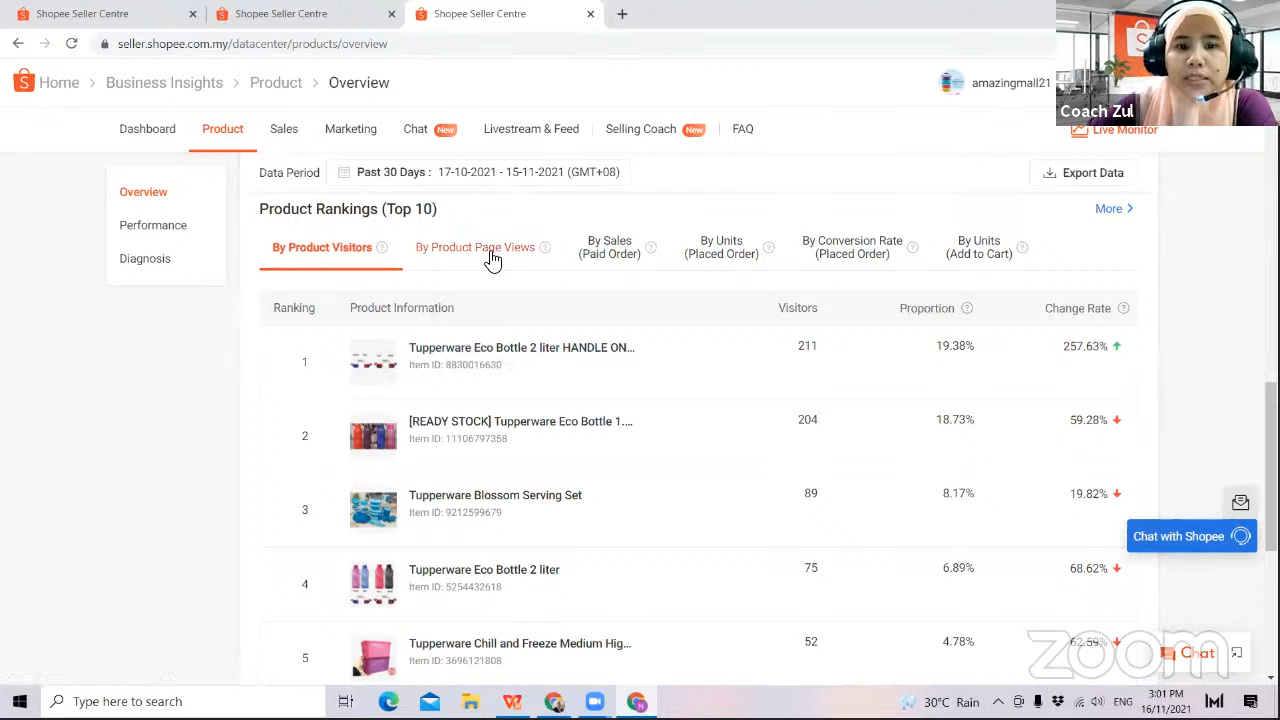 Shopee Seller Centre
Shopee Seller Centre
Shopee Seller Centre
seller.shopee.com.my/datacenter/products/overview
Home > Business Insights > Product > Overview
amazingmall21
Coach Zul
Dashboard Product Sales Marketing Chat New Livestream & Feed Selling Coach New FAQ Live Monitor
Overview
Performance
Diagnosis
Data Period Past 30 Days : 17-10-2021 - 15-11-2021 (GMT+08) Export Data
Product Rankings (Top 10) More >
By Product Visitors
By Product Page Views
By Sales
(Paid Order)
By Units
(Placed Order)
By Conversion Rate
(Placed Order)
By Units
(Add to Cart)
Ranking Product Information Visitors Proportion Change Rate
1 Tupperware Eco Bottle 2 liter HANDLE ON... 211 19.38% 257.63%
Item ID: 8830016630
2 [READY STOCK] Tupperware Eco Bottle 1.... 204 18.73% 59.28%
Item ID: 11106797358
3 Tupperware Blossom Serving Set 89 8.17% 19.82%
Item ID: 9212599679
4 Tupperware Eco Bottle 2 liter 75 6.89% 68.62%
Item ID: 5254432618
5 Tupperware Chill and Freeze Medium Hig... 52 4.78% 62.59%
Item ID: 3696121808
Chat with Shopee
Chat
zoom
Type here to search
30°C Rain
ENG
3:01 PM
16/11/2021